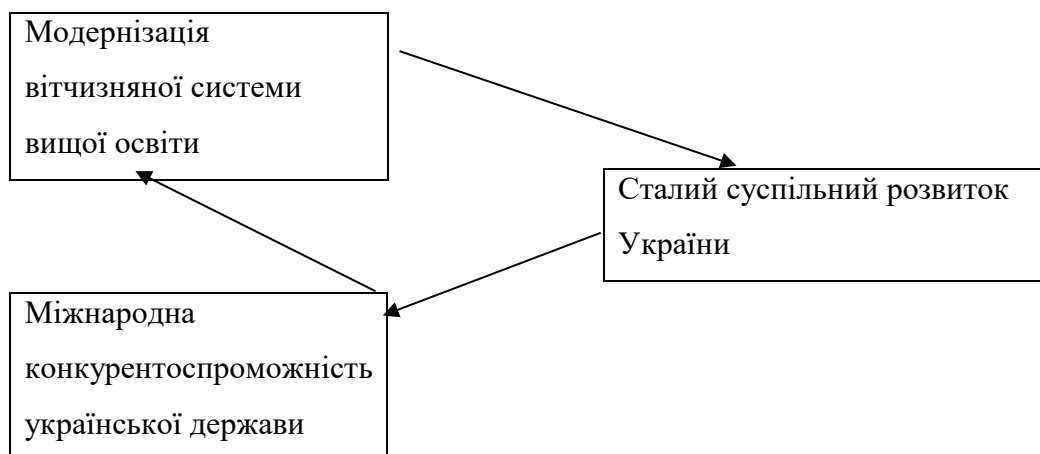 Модернізація
вітчизняної системи
вищої освіти
Сталий суспільний розвиток
України
Міжнародна
конкурентоспроможність
української держави